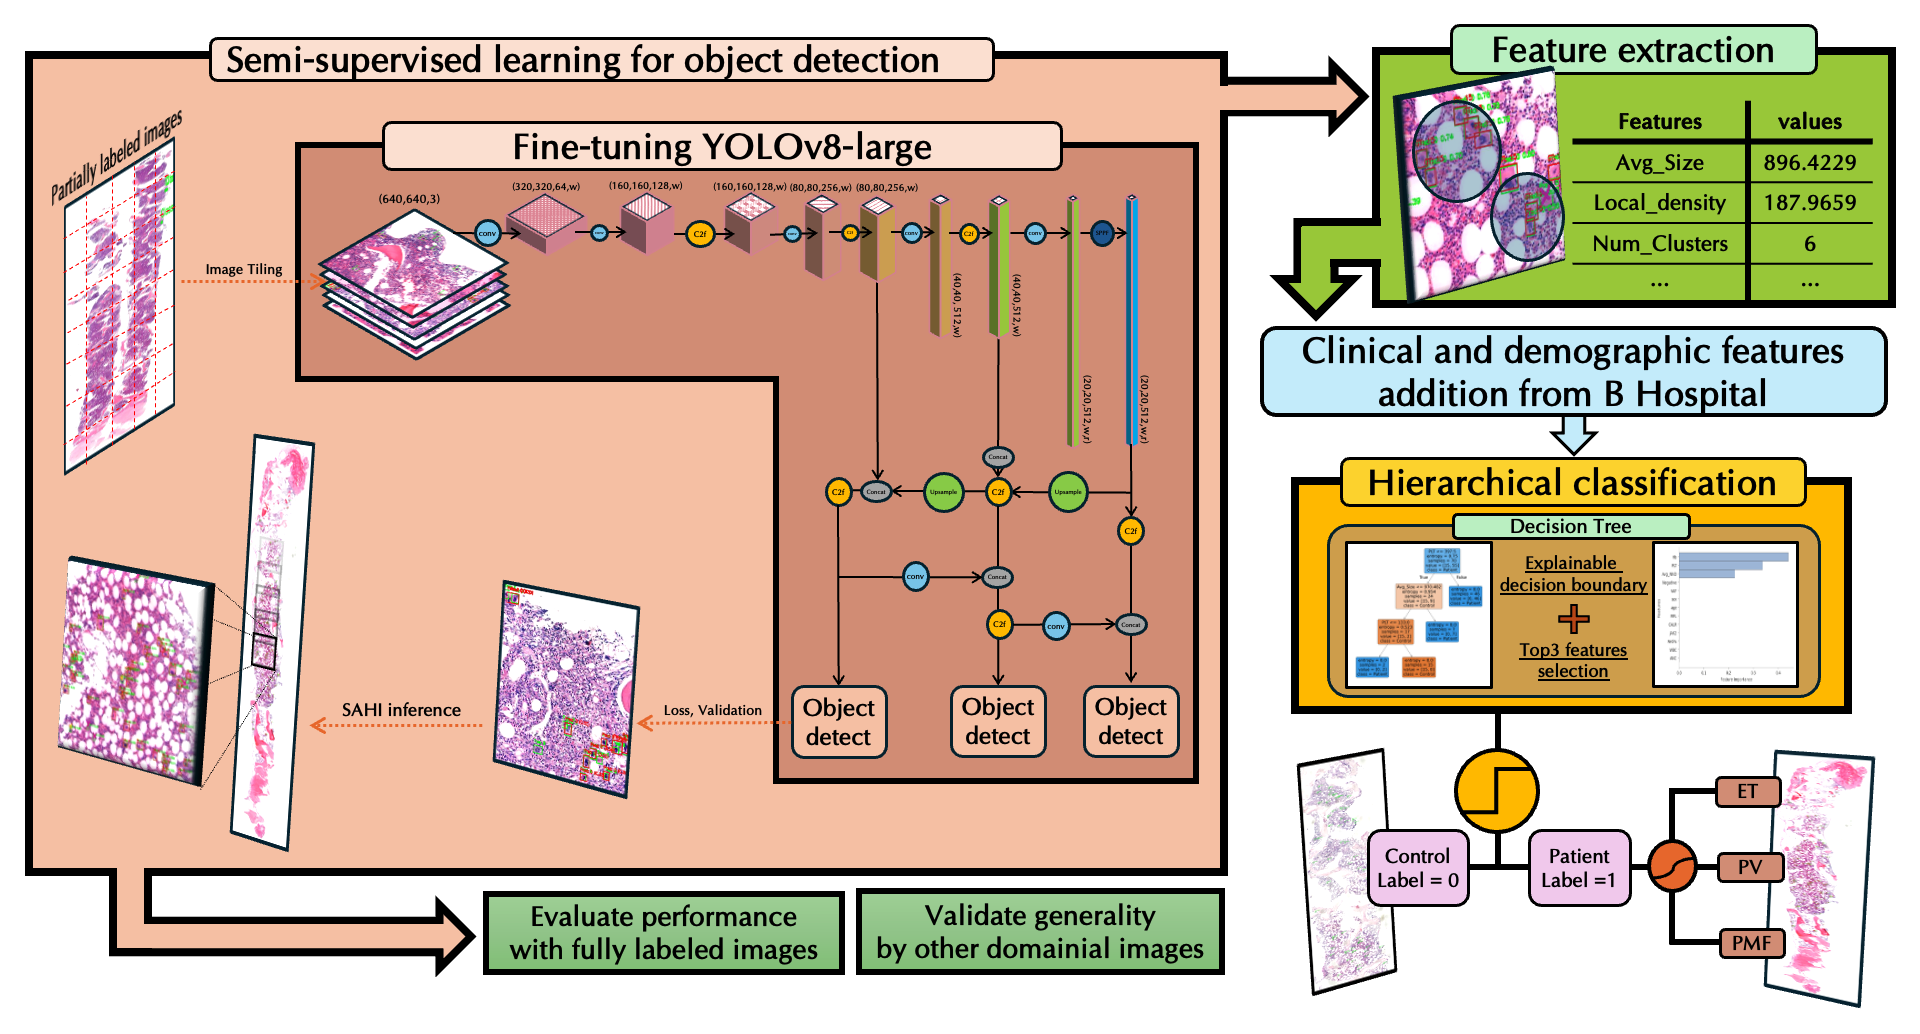 Semi-supervised learning for object detection
Partially labeled images
Image Tiling
Fine-tuning YOLOv8-large
(640,640,3)
(320,320,64,w)
(160,160,128,w)
(160,160,128,w)
(80,80,256,w)
(80,80,256,w)
(40,40, 512,w)
(40,40,512,w)
(20,20,512,w,r)
(20,20,512,w,r)
conv
C2f
conv
C2f
conv
SPPF
Concat
C2f
Concat
Upsample
C2f
Upsample
C2f
conv
Concat
C2f
conv
Concat
Object
detect
Object
detect
Object
detect
Loss, Validation
SAHI inference
Evaluate performance
with fully labeled images
Validate generality
by other domainial images
Feature extraction
Features values
Avg_Size 896.4229
Local_density 187.9659
Num_Clusters 6
... ...
Clinical and demographic features
addition from B Hospital
Hierarchical classification
Decision Tree
True
False
Explainable
decision boundary
Top3 features
selection
Control
Label = 0
Patient
Label =1
ET
PV
PMF